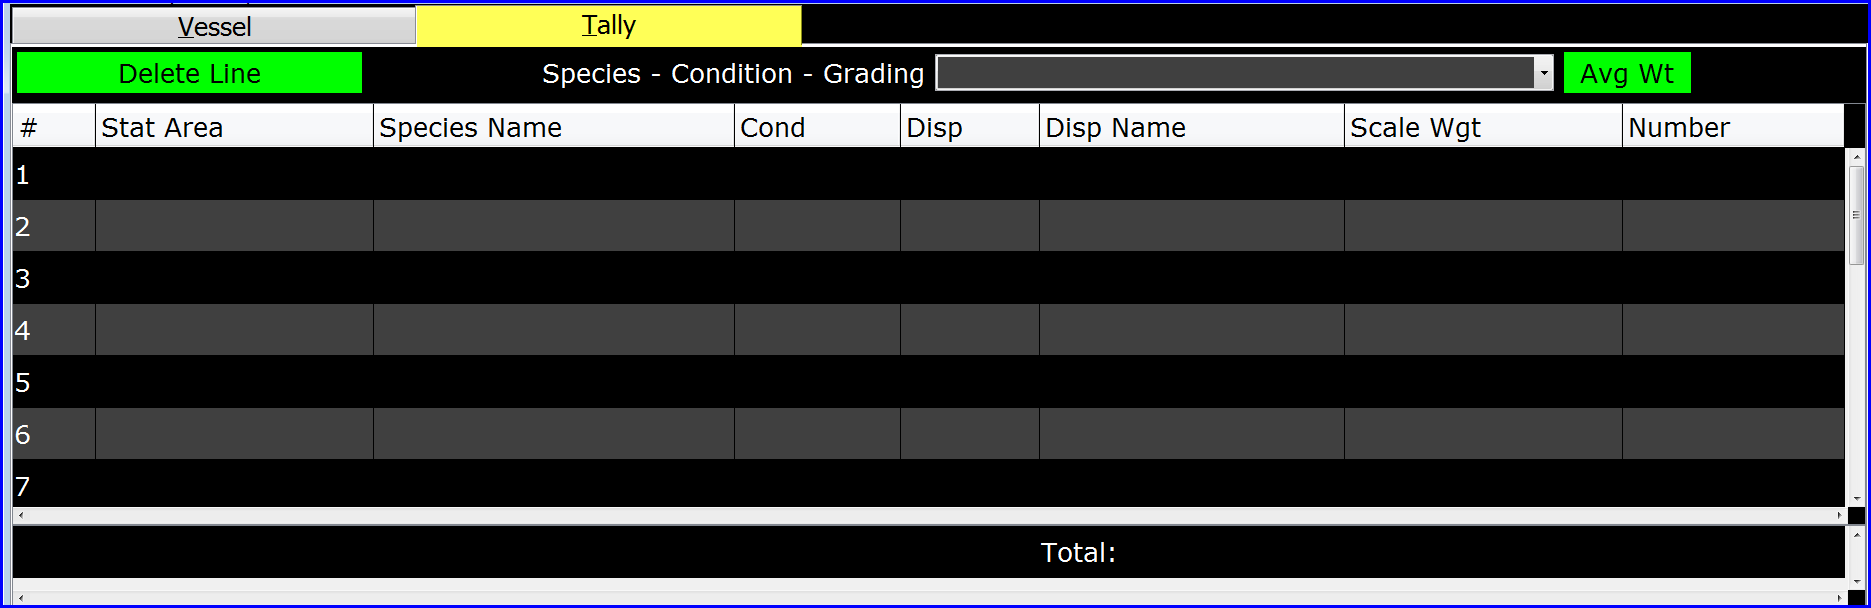 Vessel Tally
Delete Line Species - Condition - Grading Avg Wt
# Stat Area Species Name Cond Disp Disp Name Scale Wgt Number
1
2
3
4
5
6
7
Total: